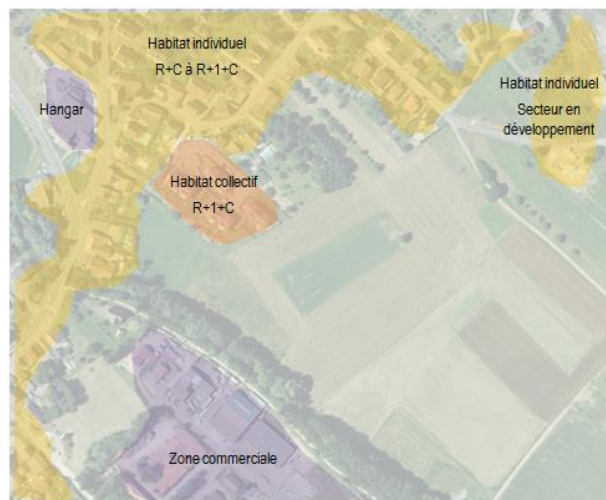 Habitat individuel
R+C à R+1+C
Hangar
Habitat individuel
Secteur en
développement
Habitat collectif
R+1+C
Zone commerciale